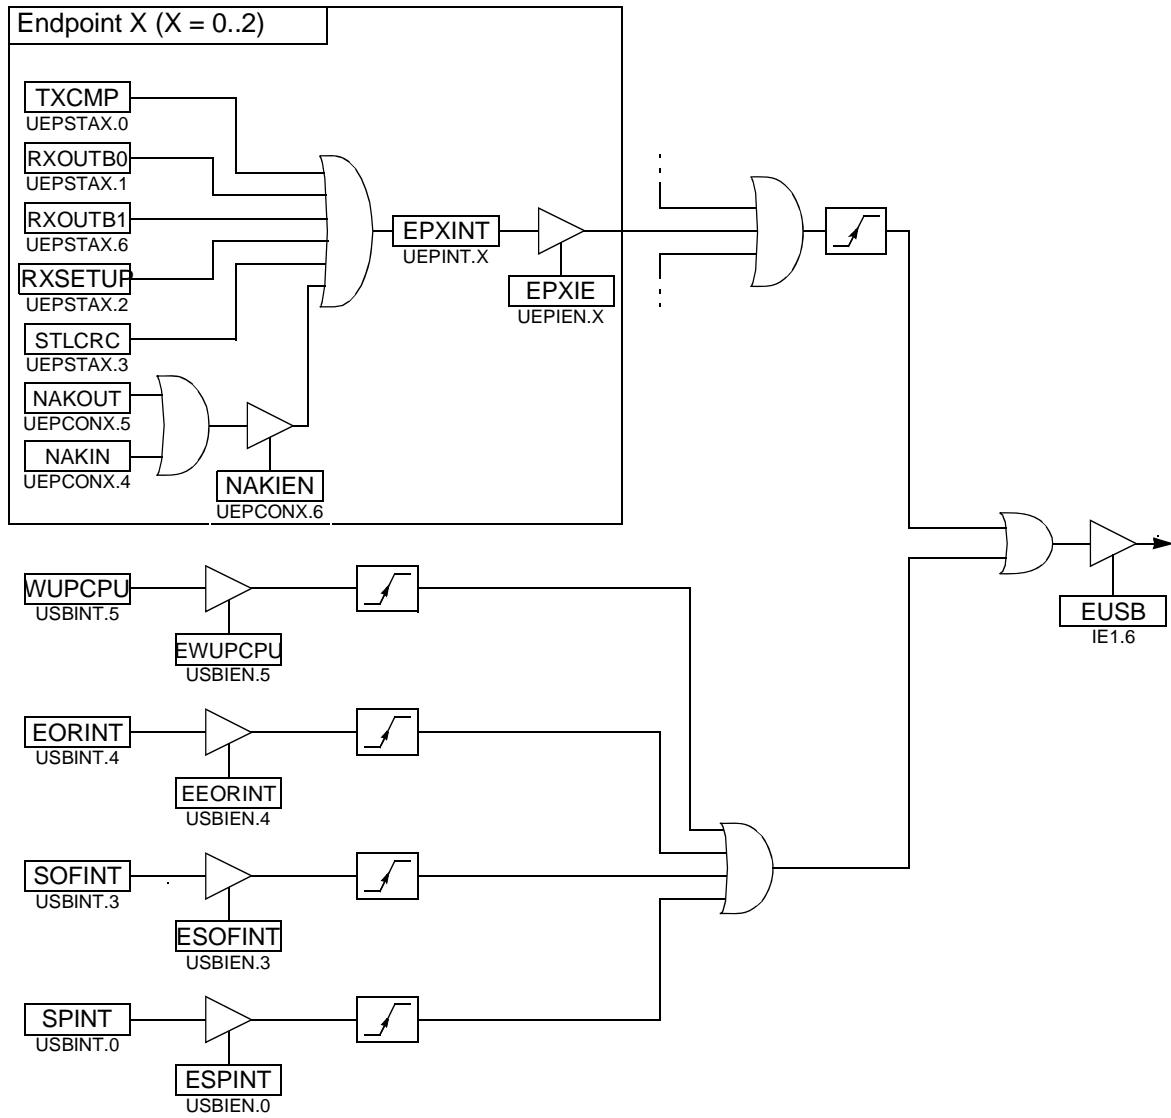 Endpoint X (X = 0..2)
TXCMP
UEPSTAX.0
RXOUTB0
UEPSTAX.1
RXOUTB1
UEPSTAX.6
RXSETUP
UEPSTAX.2
STLCRC
UEPSTAX.3
NAKOUT
UEPCONX.5
NAKIN
UEPCONX.4
NAKIEN
UEPCONX.6
EPXINT
UEPINT.X
EPXIE
UEPIEN.X
WUPCPU
USBINT.5
EWUPCPU
USBIEN.5
EUSB
IE1.6
EORINT
USBINT.4
EEORINT
USBIEN.4
SOFINT
USBINT.3
ESOFINT
USBIEN.3
SPINT
USBINT.0
ESPINT
USBIEN.0